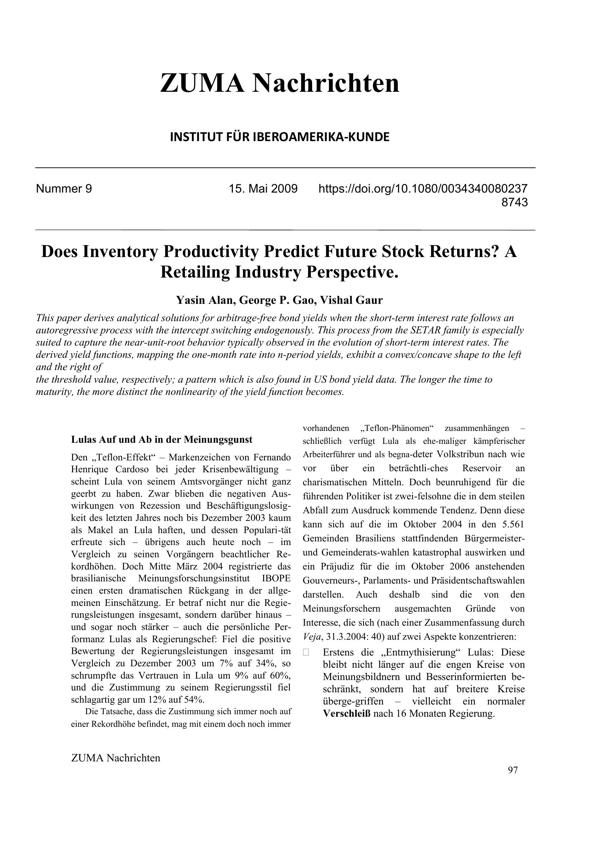 ZUMA Nachrichten
INSTITUT FÜR IBEROAMERIKA-KUNDE
Nummer 9 15. Mai 2009 https://doi.org/10.1080/0034340080237
8743
Does Inventory Productivity Predict Future Stock Returns? A
Retailing Industry Perspective.
Yasin Alan, George P. Gao, Vishal Gaur
This paper derives analytical solutions for arbitrage-free bond yields when the short-term interest rate follows an
autoregressive process with the intercept switching endogenously. This process from the SETAR family is especially
suited to capture the near-unit-root behavior typically observed in the evolution of short-term interest rates. The
derived yield functions, mapping the one-month rate into n-period yields, exhibit a convex/concave shape to the left
and the right of
the threshold value, respectively; a pattern which is also found in US bond yield data. The longer the time to
maturity, the more distinct the nonlinearity of the yield function becomes.
Lulas Auf und Ab in der Meinungsgunst
Den „Teflon-Effekt“ – Markenzeichen von Fernando
Henrique Cardoso bei jeder Krisenbewältigung –
scheint Lula von seinem Amtsvorgänger nicht ganz
geerbt zu haben. Zwar blieben die negativen Aus-
wirkungen von Rezession und Beschäftigungslosig-
keit des letzten Jahres noch bis Dezember 2003 kaum
als Makel an Lula haften, und dessen Populari-tät
erfreute sich – übrigens auch heute noch – im
Vergleich zu seinen Vorgängern beachtlicher Re-
kordhöhen. Doch Mitte März 2004 registrierte das
brasilianische Meinungsforschungsinstitut IBOPE
einen ersten dramatischen Rückgang in der allge-
meinen Einschätzung. Er betraf nicht nur die Regie-
rungsleistungen insgesamt, sondern darüber hinaus –
und sogar noch stärker – auch die persönliche Per-
formanz Lulas als Regierungschef: Fiel die positive
Bewertung der Regierungsleistungen insgesamt im
Vergleich zu Dezember 2003 um 7% auf 34%, so
schrumpfte das Vertrauen in Lula um 9% auf 60%,
und die Zustimmung zu seinem Regierungsstil fiel
schlagartig gar um 12% auf 54%.
Die Tatsache, dass die Zustimmung sich immer noch auf
einer Rekordhöhe befindet, mag mit einem doch noch immer
vorhandenen „Teflon-Phänomen“ zusammenhängen –
schließlich verfügt Lula als ehe-maliger kämpferischer
Arbeiterführer und als begna-deter Volkstribun nach wie
vor über ein beträchtli-ches Reservoir an
charismatischen Mitteln. Doch beunruhigend für die
führenden Politiker ist zwei-felsohne die in dem steilen
Abfall zum Ausdruck kommende Tendenz. Denn diese
kann sich auf die im Oktober 2004 in den 5.561
Gemeinden Brasiliens stattfindenden Bürgermeister-
und Gemeinderats-wahlen katastrophal auswirken und
ein Präjudiz für die im Oktober 2006 anstehenden
Gouverneurs-, Parlaments- und Präsidentschaftswahlen
darstellen. Auch deshalb sind die von den
Meinungsforschern ausgemachten Gründe von
Interesse, die sich (nach einer Zusammenfassung durch
Veja, 31.3.2004: 40) auf zwei Aspekte konzentrieren:
Erstens die „Entmythisierung“ Lulas: Diese
bleibt nicht länger auf die engen Kreise von
Meinungsbildnern und Besserinformierten be-
schränkt, sondern hat auf breitere Kreise
überge-griffen – vielleicht ein normaler
Verschleiß nach 16 Monaten Regierung.
ZUMA Nachrichten
97